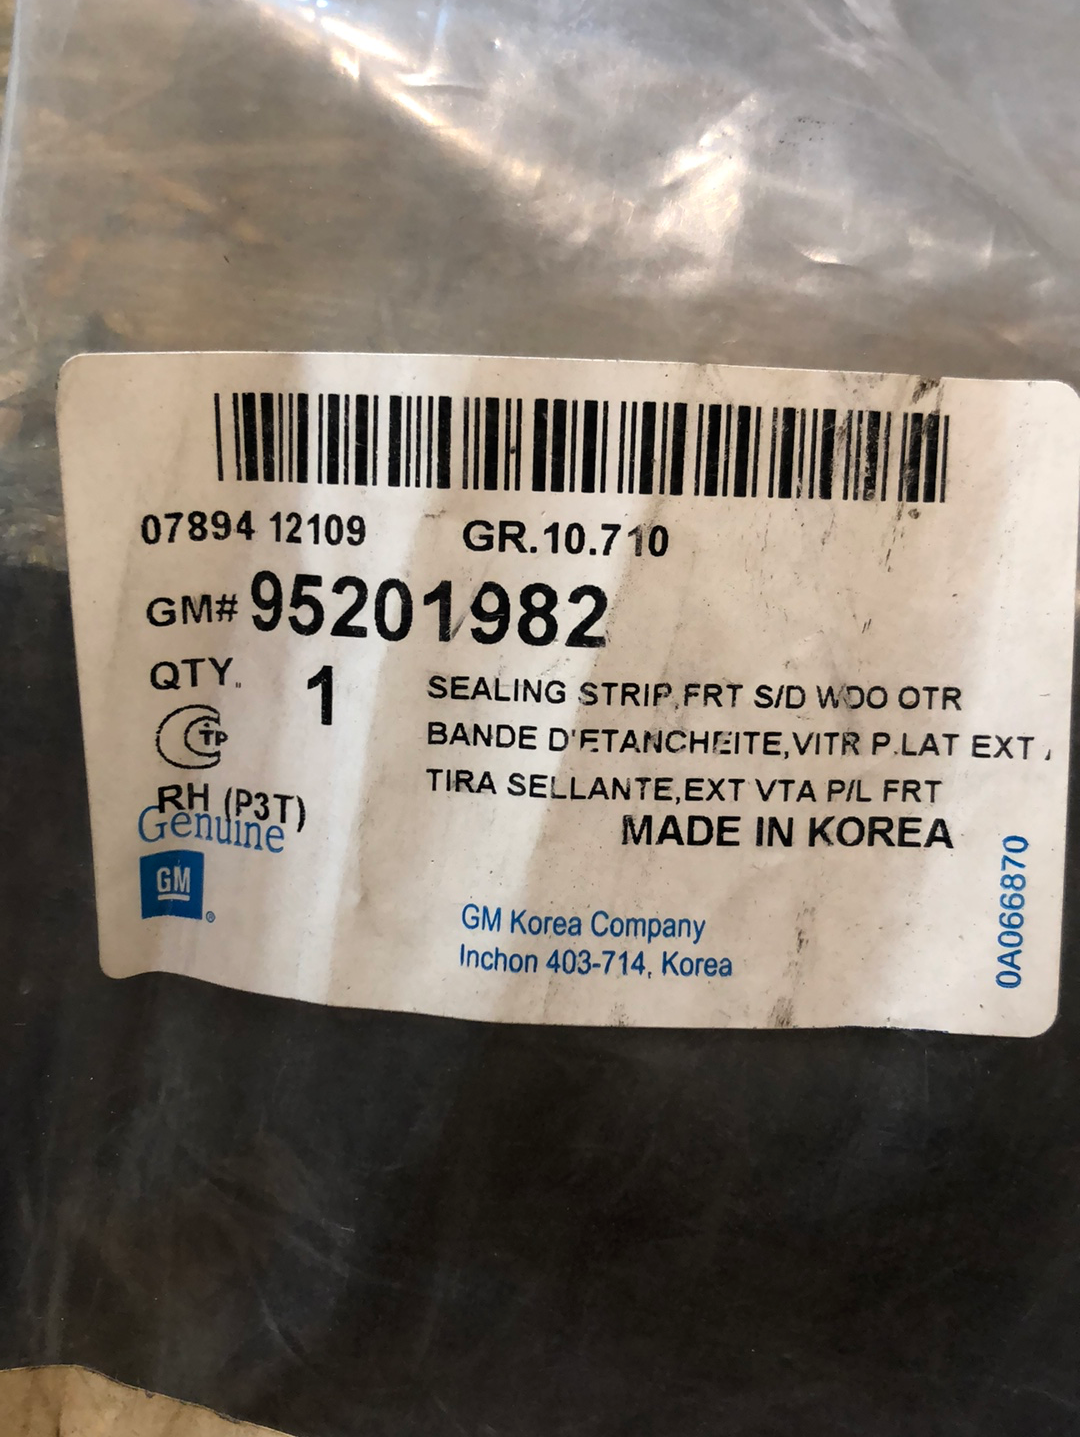 07894 12109 GR.10.710
GM# 95201982
QTY. 1
SEALING STRIP,FRT S/D WDO OTR
BANDE D'ETANCHEITE,VITR P.LAT EXT
TIRA SELLANTE,EXT VTA P/L FRT
RH (P3T)
MADE IN KOREA
Genuine
GM ®
GM Korea Company
Inchon 403-714, Korea
0A066870